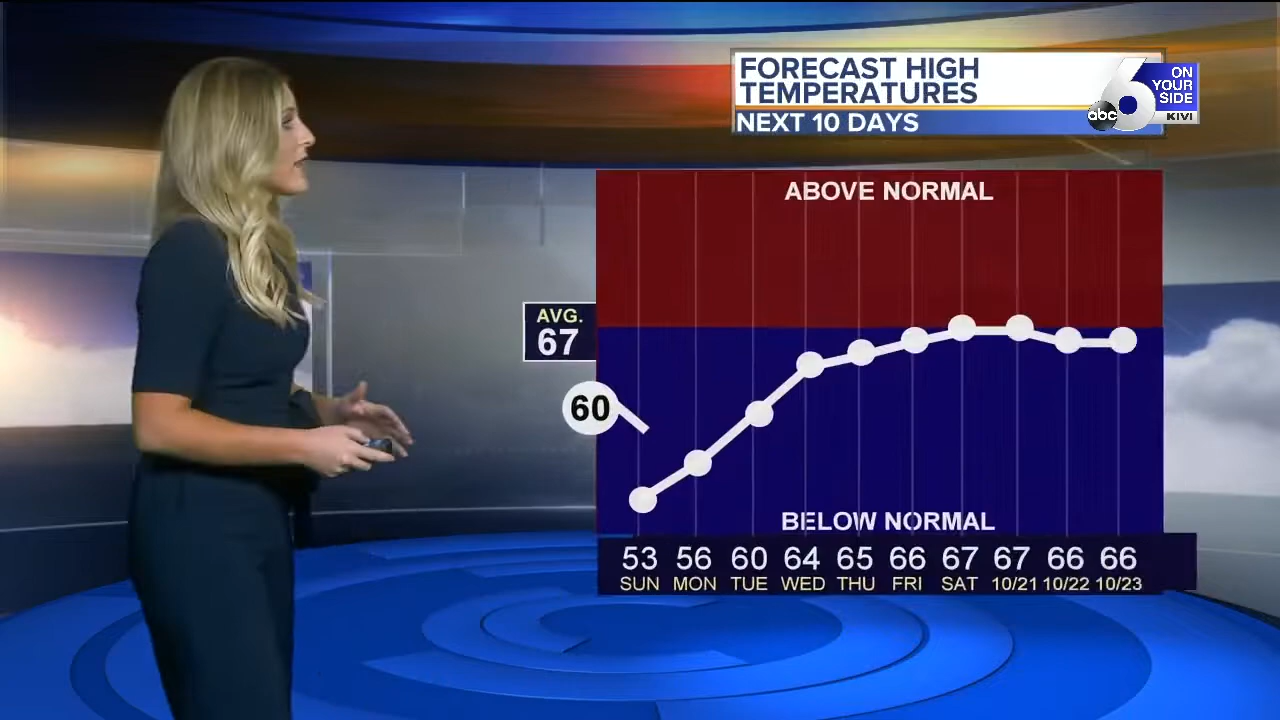 FORECAST HIGH
TEMPERATURES
NEXT 10 DAYS
abc
6
ON
YOUR
SIDE
KIVI
ABOVE NORMAL
AVG.
67
60
BELOW NORMAL
53 56 60 64 65 66 67 67 66 66
SUN MON TUE WED THU FRI SAT 10/21 10/22 10/23